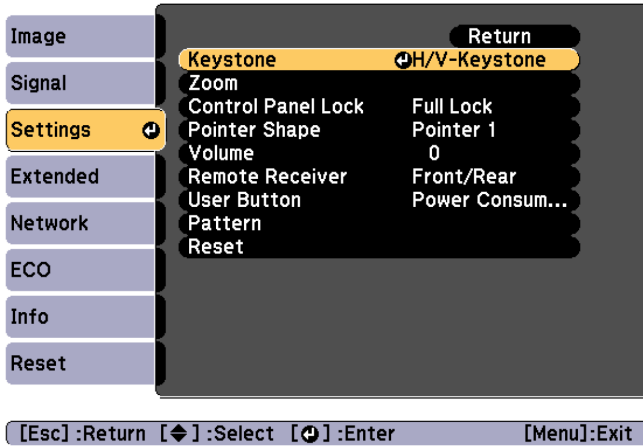 Image
Signal
Settings
Extended
Network
ECO
Info
Reset
Return
Keystone H/V-Keystone
Zoom
Control Panel Lock Full Lock
Pointer Shape Pointer 1
Volume 0
Remote Receiver Front/Rear
User Button Power Consum...
Pattern
Reset
[Esc] :Return [◆] :Select [⏎] :Enter [Menu]:Exit